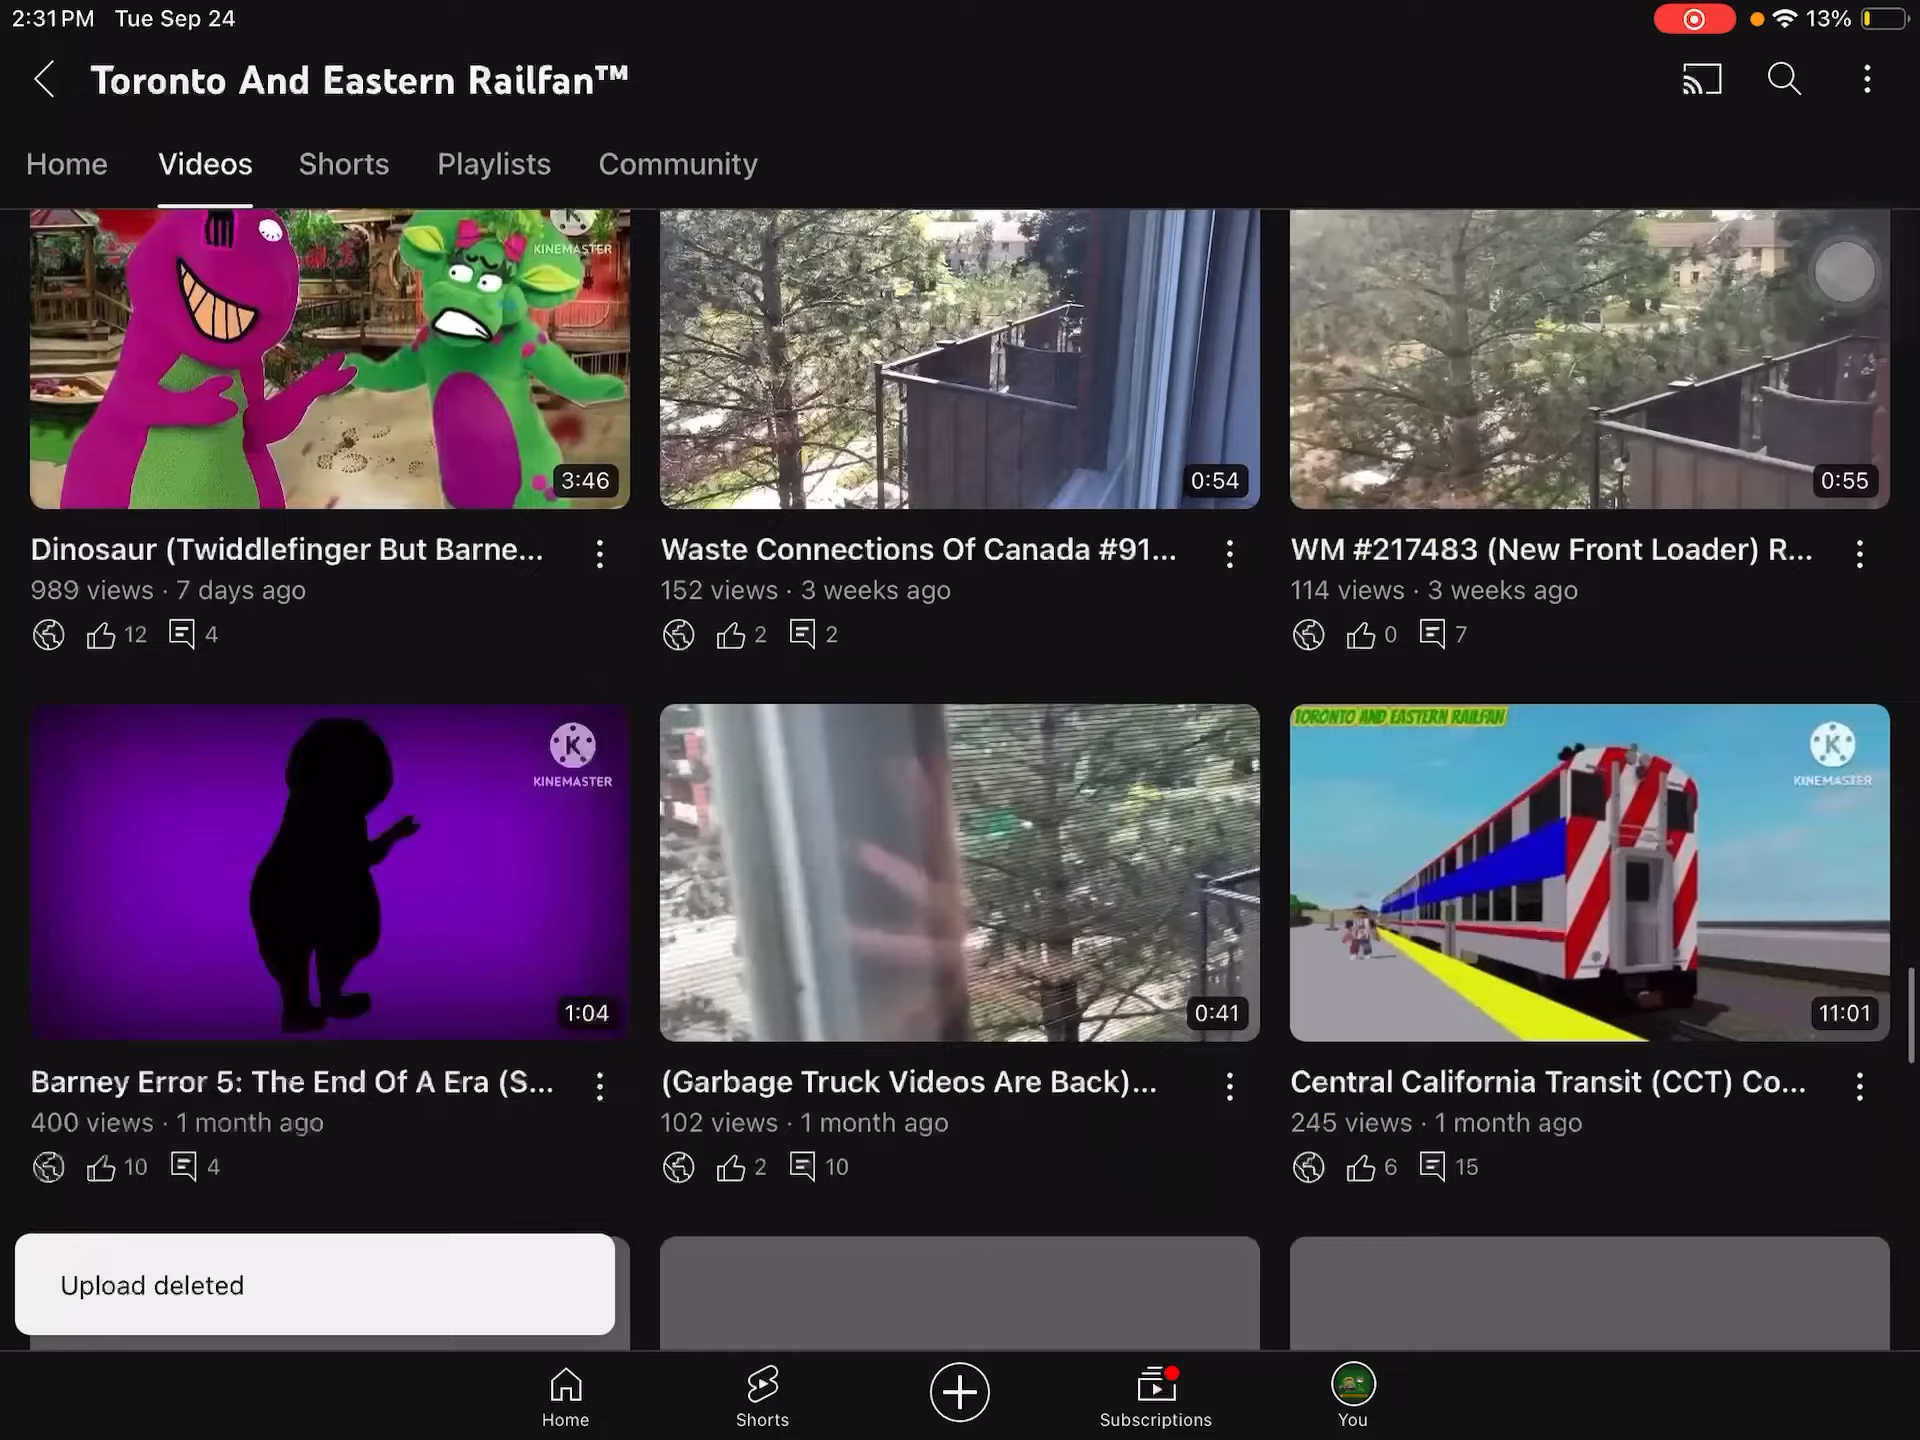 2:31 PM Tue Sep 24
13%
Toronto And Eastern Railfan™
Home Videos Shorts Playlists Community
KINEMASTER
3:46
0:54
0:55
Dinosaur (Twiddlefinger But Barne...
989 views · 7 days ago
12 4
Waste Connections Of Canada #91...
152 views · 3 weeks ago
2 2
WM #217483 (New Front Loader) R...
114 views · 3 weeks ago
0 7
K
KINEMASTER
1:04
0:41
TORONTO AND EASTERN RAILFAN
K
KINEMASTER
11:01
Barney Error 5: The End Of A Era (S...
400 views · 1 month ago
10 4
(Garbage Truck Videos Are Back)...
102 views · 1 month ago
2 10
Central California Transit (CCT) Co...
245 views · 1 month ago
6 15
Upload deleted
Home Shorts Subscriptions You